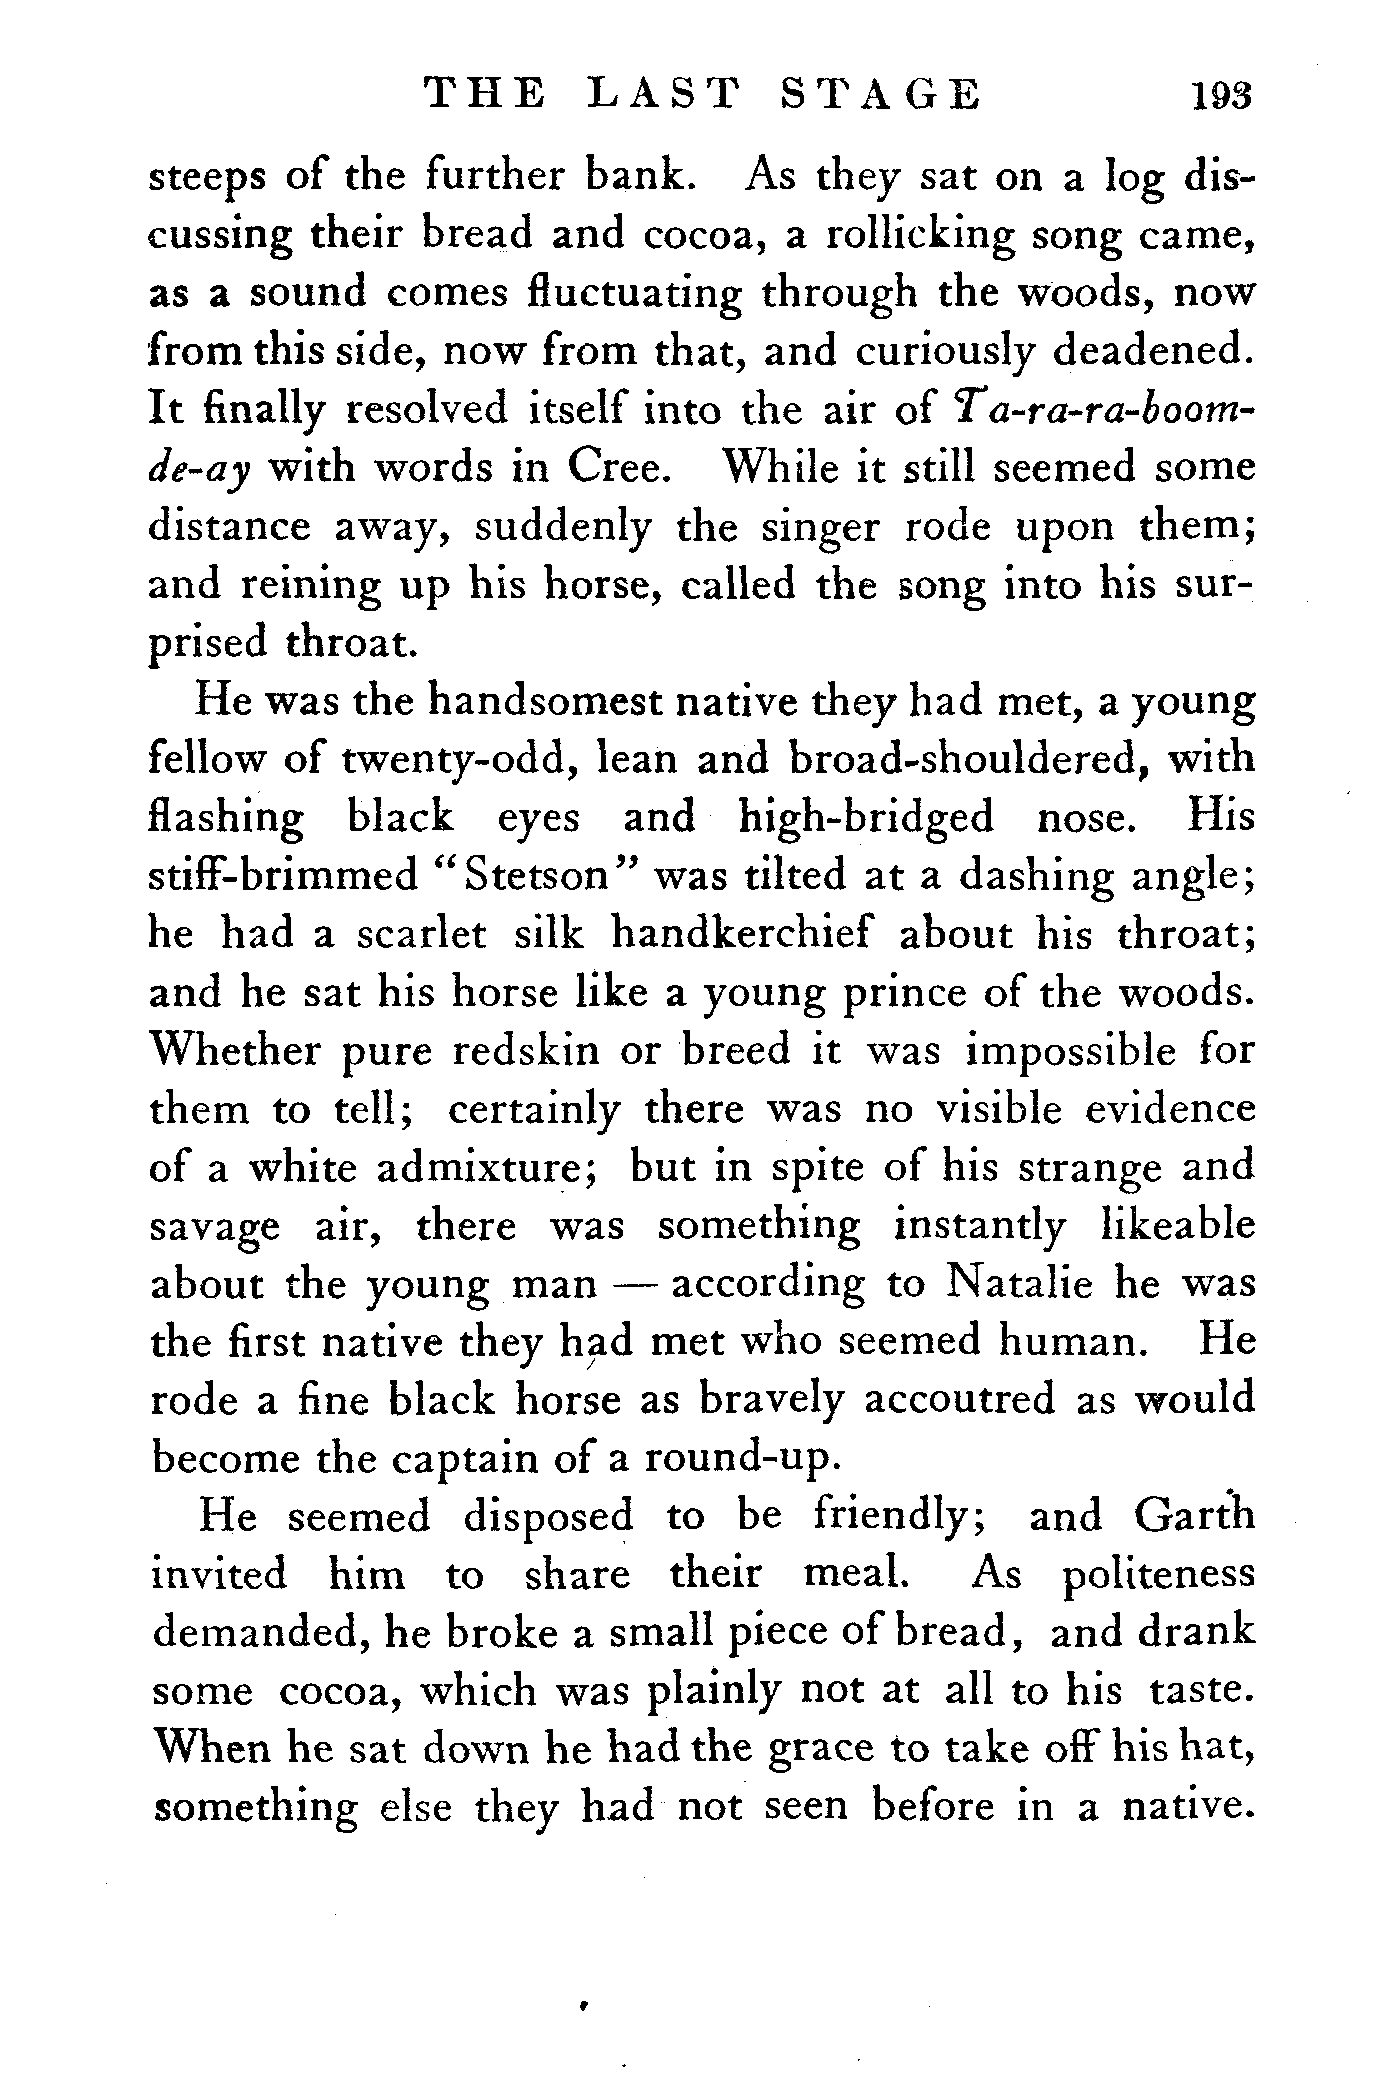 THE LAST STAGE 193
steeps of the further bank. As they sat on a log dis-
cussing their bread and cocoa, a rollicking song came,
as a sound comes fluctuating through the woods, now
from this side, now from that, and curiously deadened.
It finally resolved itself into the air of Ta-ra-ra-boom-
de-ay with words in Cree. While it still seemed some
distance away, suddenly the singer rode upon them;
and reining up his horse, called the song into his sur-
prised throat.
He was the handsomest native they had met, a young
fellow of twenty-odd, lean and broad-shouldered, with
flashing black eyes and high-bridged nose. His
stiff-brimmed “Stetson” was tilted at a dashing angle;
he had a scarlet silk handkerchief about his throat;
and he sat his horse like a young prince of the woods.
Whether pure redskin or breed it was impossible for
them to tell; certainly there was no visible evidence
of a white admixture; but in spite of his strange and
savage air, there was something instantly likeable
about the young man — according to Natalie he was
the first native they had met who seemed human. He
rode a fine black horse as bravely accoutred as would
become the captain of a round-up.
He seemed disposed to be friendly; and Garth
invited him to share their meal. As politeness
demanded, he broke a small piece of bread, and drank
some cocoa, which was plainly not at all to his taste.
When he sat down he had the grace to take off his hat,
something else they had not seen before in a native.